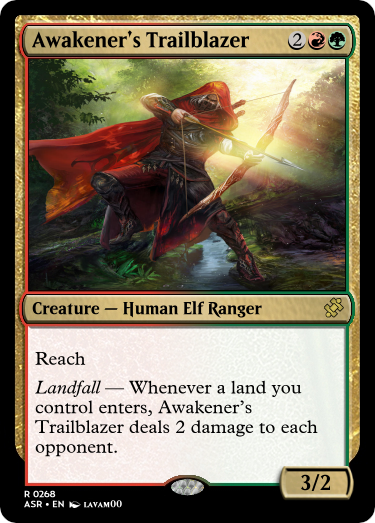 Awakener's Trailblazer 2
Creature — Human Elf Ranger
Reach
Landfall — Whenever a land you
control enters, Awakener's
Trailblazer deals 2 damage to each
opponent.
3/2
R 0268
ASR • EN LAVAM00